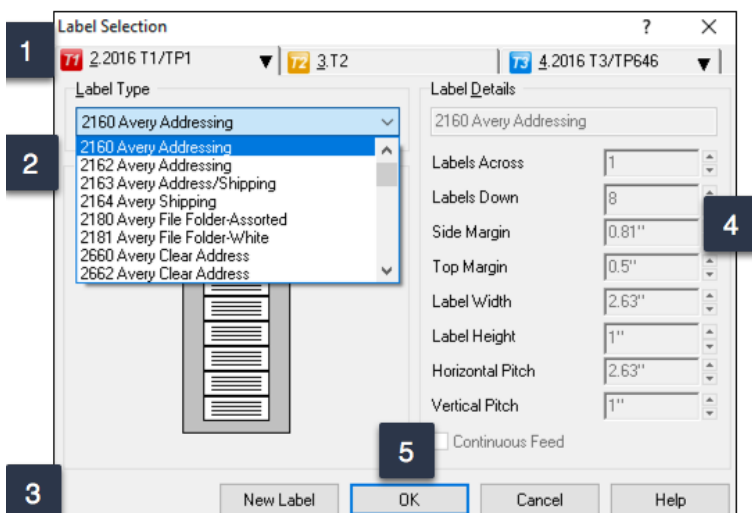 Label Selection ? ×
1
T1 2.2016 T1/TP1 T2 3.T2 T3 4.2016 T3/TP646
Label Type
2160 Avery Addressing
2
2160 Avery Addressing
2162 Avery Addressing
2163 Avery Address/Shipping
2164 Avery Shipping
2180 Avery File Folder-Assorted
2181 Avery File Folder-White
2660 Avery Clear Address
2662 Avery Clear Address
Label Details
2160 Avery Addressing
Labels Across 1
Labels Down 8
4
Side Margin 0.81"
Top Margin 0.5"
Label Width 2.63"
Label Height 1"
Horizontal Pitch 2.63"
Vertical Pitch 1"
5
Continuous Feed
3
New Label OK Cancel Help